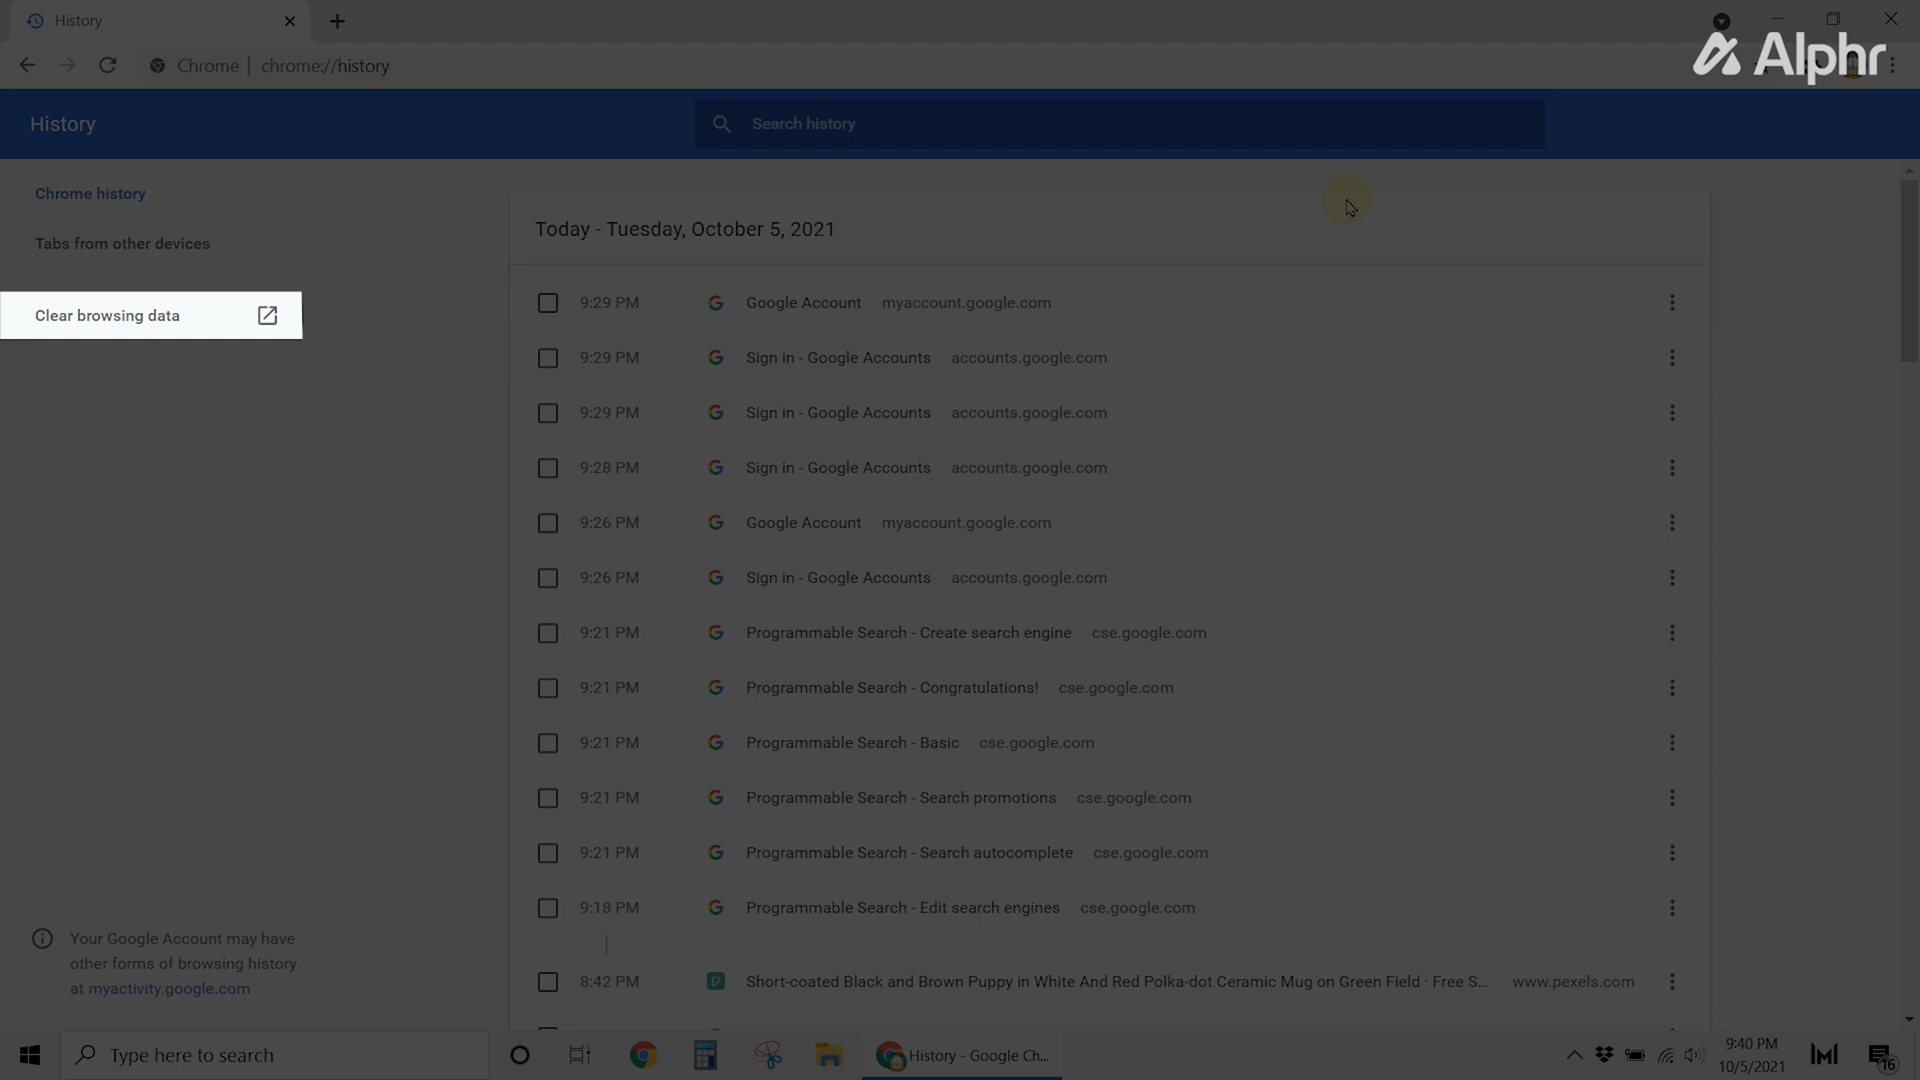 History
Alphr
Chrome | chrome://history
History
Search history
Chrome history
Tabs from other devices
Clear browsing data
Today - Tuesday, October 5, 2021
9:29 PM Google Account myaccount.google.com
9:29 PM Sign in - Google Accounts accounts.google.com
9:29 PM Sign in - Google Accounts accounts.google.com
9:28 PM Sign in - Google Accounts accounts.google.com
9:26 PM Google Account myaccount.google.com
9:26 PM Sign in - Google Accounts accounts.google.com
9:21 PM Programmable Search - Create search engine cse.google.com
9:21 PM Programmable Search - Congratulations! cse.google.com
9:21 PM Programmable Search - Basic cse.google.com
9:21 PM Programmable Search - Search promotions cse.google.com
9:21 PM Programmable Search - Search autocomplete cse.google.com
9:18 PM Programmable Search - Edit search engines cse.google.com
8:42 PM Short-coated Black and Brown Puppy in White And Red Polka-dot Ceramic Mug on Green Field · Free S... www.pexels.com
Your Google Account may have
other forms of browsing history
at myactivity.google.com
Type here to search
History - Google Ch...
9:40 PM
10/5/2021
16